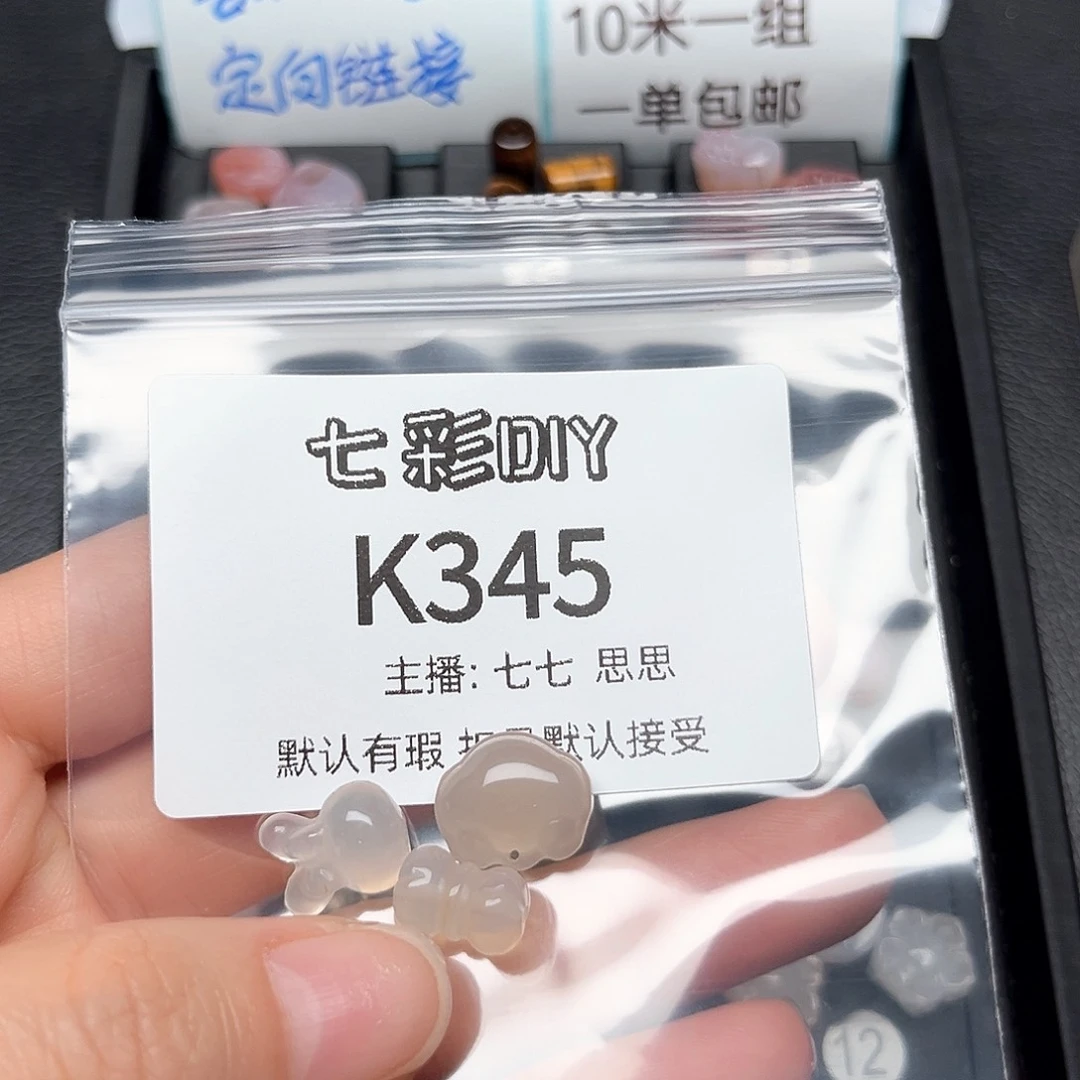 定向链接
10米一组
一单包邮
七彩DIY
K345
主播: 七七 思思
默认有瑕 默认接受
12